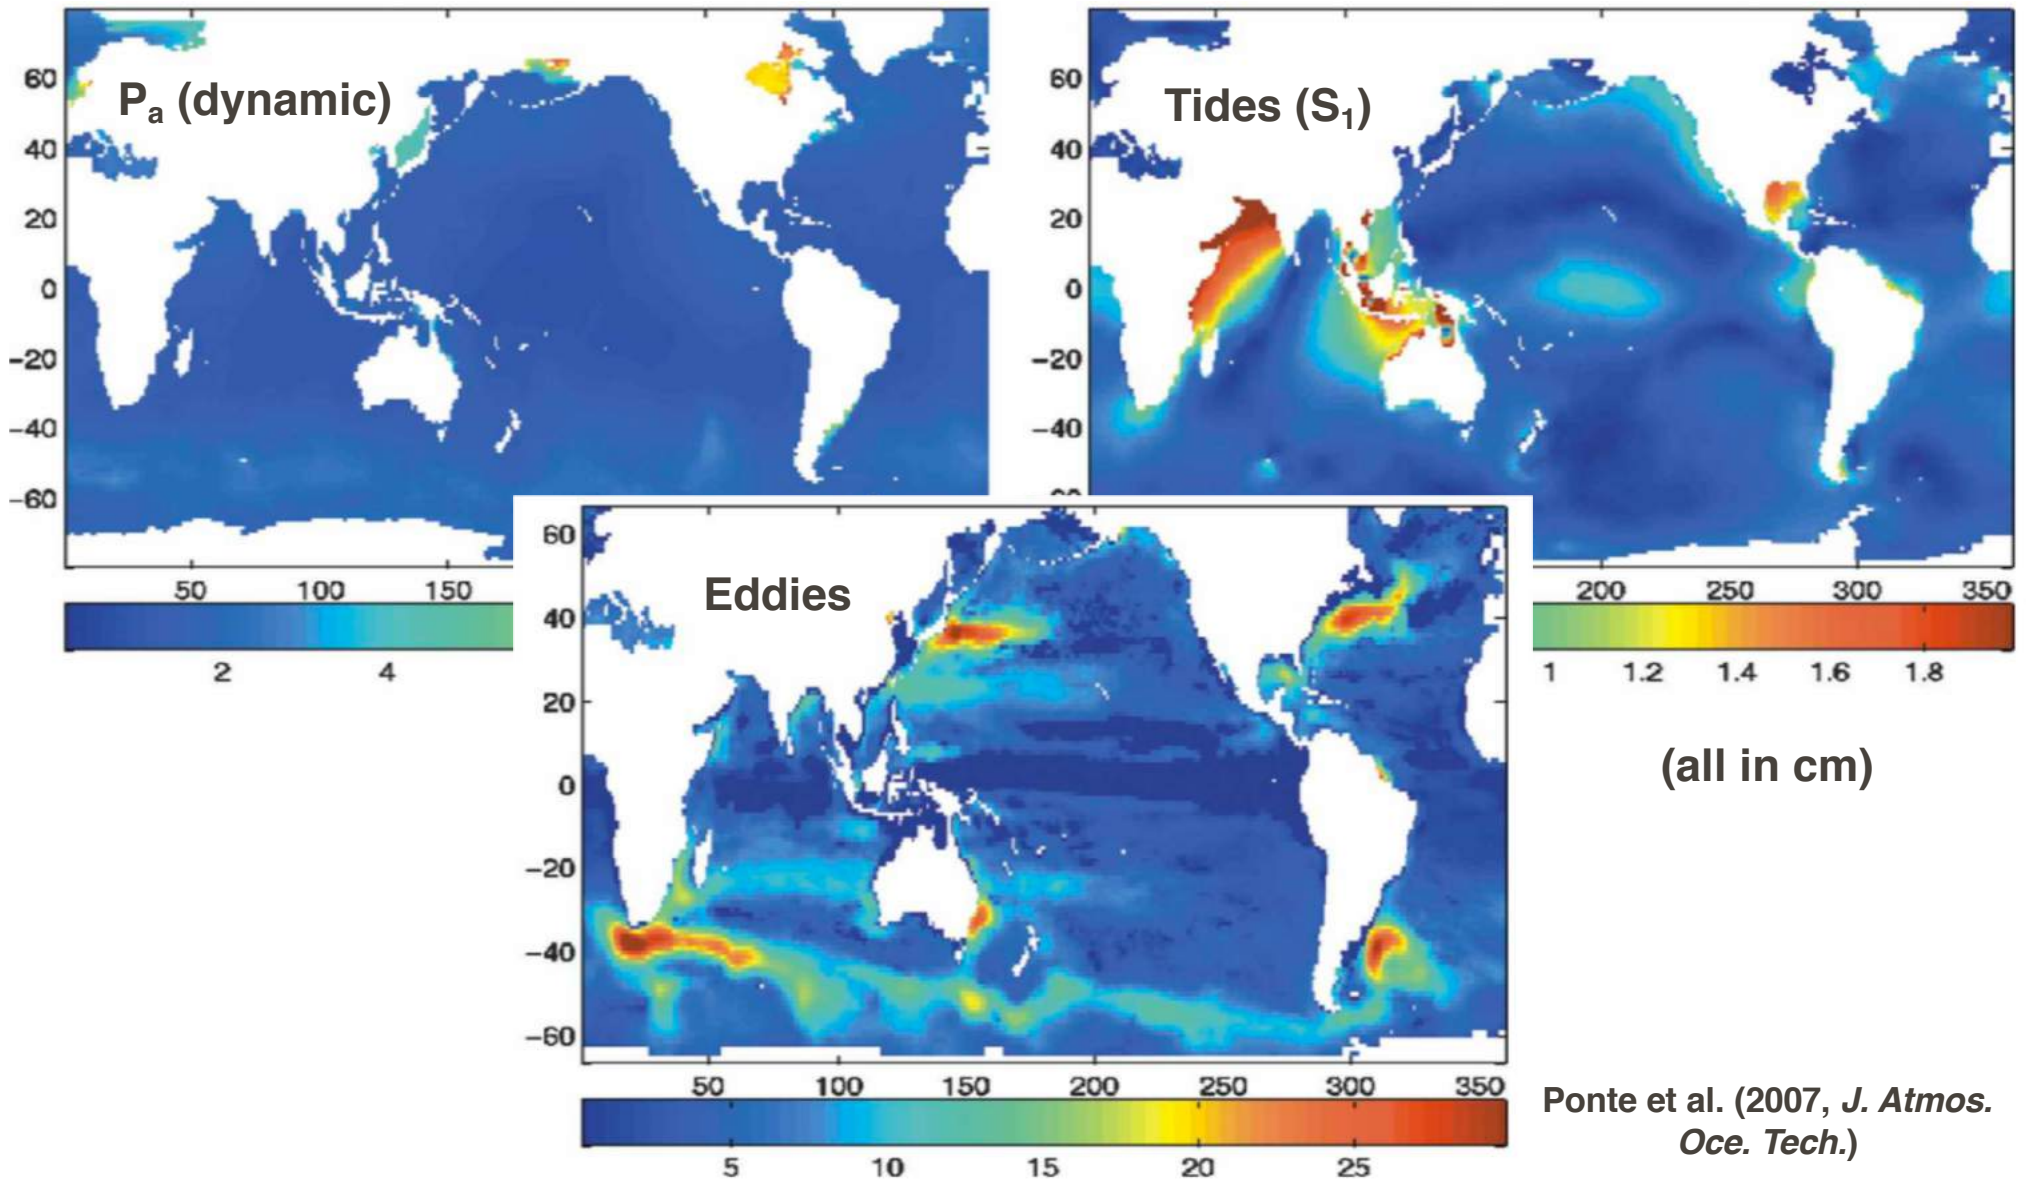 P_a (dynamic)
60
40
20
0
−20
−40
−60
50 100 150
2 4
Tides (S_1)
60
40
20
0
−20
−40
200 250 300 350
1 1.2 1.4 1.6 1.8
Eddies
60
40
20
0
−20
−40
−60
50 100 150 200 250 300 350
5 10 15 20 25
(all in cm)
Ponte et al. (2007, J. Atmos.
Oce. Tech.)